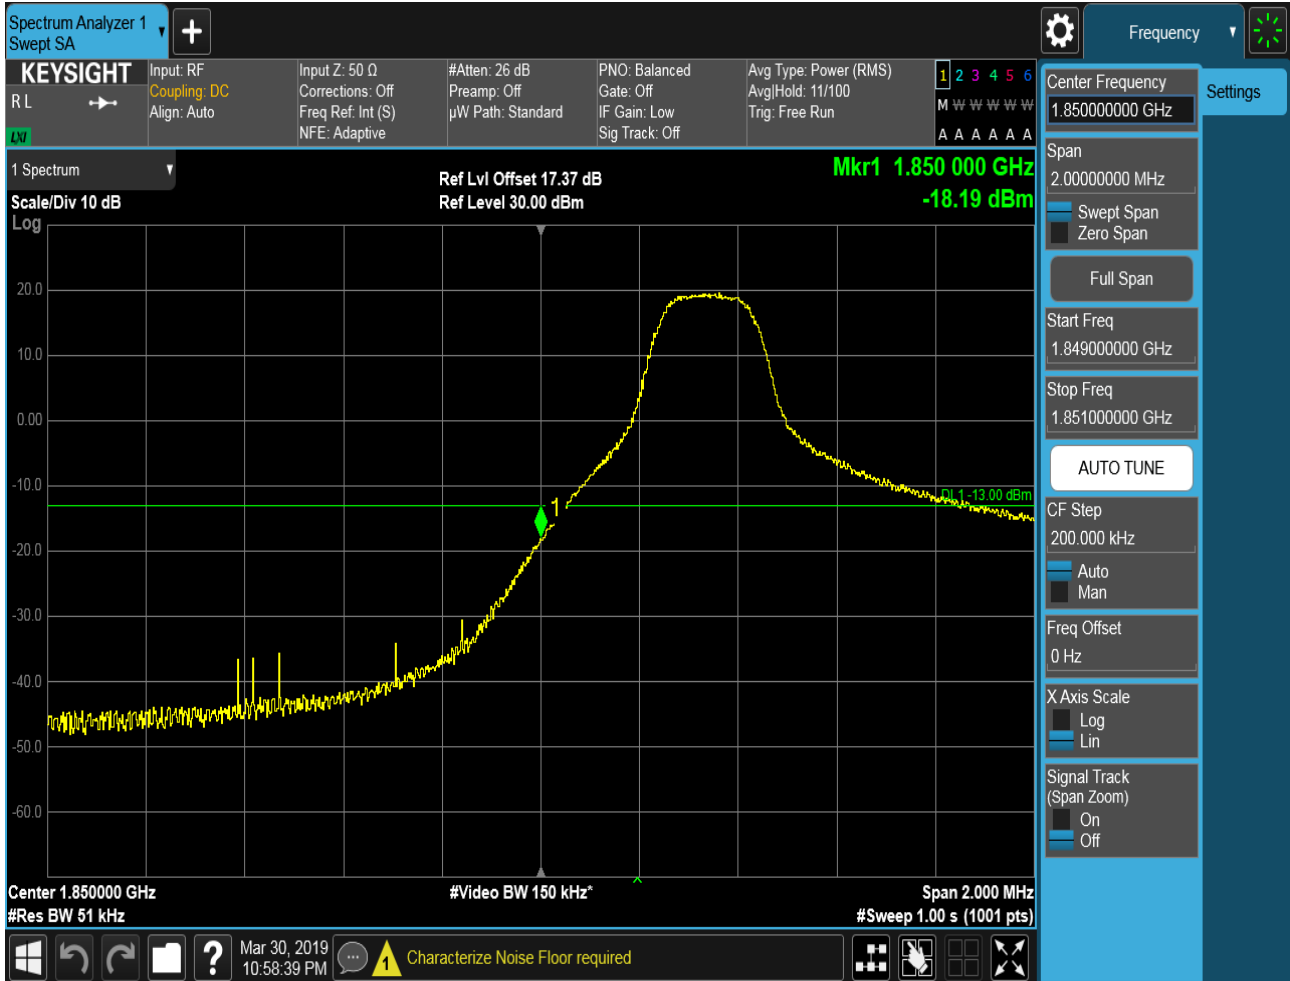 Spectrum Analyzer 1
Swept SA
Frequency
KEYSIGHT
R L
LXI
Input: RF
Coupling: DC
Align: Auto
Input Z: 50 Ω
Corrections: Off
Freq Ref: Int (S)
NFE: Adaptive
#Atten: 26 dB
Preamp: Off
µW Path: Standard
PNO: Balanced
Gate: Off
IF Gain: Low
Sig Track: Off
Avg Type: Power (RMS)
Avg|Hold: 11/100
Trig: Free Run
1 2 3 4 5 6
M W W W W W
A A A A A A
1 Spectrum
Scale/Div 10 dB
Log
Ref Lvl Offset 17.37 dB
Ref Level 30.00 dBm
Mkr1 1.850 000 GHz
-18.19 dBm
20.0
10.0
0.00
-10.0
-20.0
-30.0
-40.0
-50.0
-60.0
1
DL1 -13.00 dBm
Center 1.850000 GHz
#Res BW 51 kHz
#Video BW 150 kHz*
Span 2.000 MHz
#Sweep 1.00 s (1001 pts)
Center Frequency
1.850000000 GHz
Settings
Span
2.00000000 MHz
Swept Span
Zero Span
Full Span
Start Freq
1.849000000 GHz
Stop Freq
1.851000000 GHz
AUTO TUNE
CF Step
200.000 kHz
Auto
Man
Freq Offset
0 Hz
X Axis Scale
Log
Lin
Signal Track
(Span Zoom)
On
Off
?
Mar 30, 2019
10:58:39 PM
1
Characterize Noise Floor required